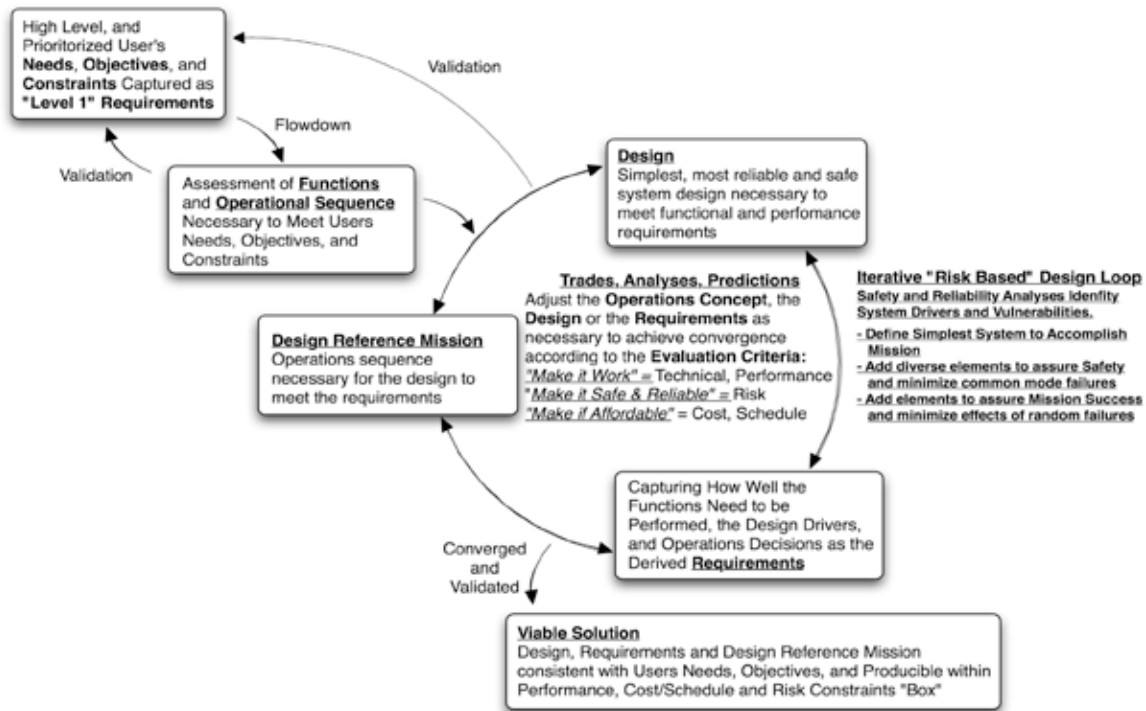 High Level, and
Prioritized User's
Needs, Objectives, and
Constraints Captured as
"Level 1" Requirements
Validation
Flowdown
Validation
Assessment of Functions
and Operational Sequence
Necessary to Meet Users
Needs, Objectives, and
Constraints
Design
Simplest, most reliable and safe
system design necessary to
meet functional and perfomance
requirements
Trades, Analyses, Predictions
Adjust the Operations Concept, the
Design or the Requirements as
necessary to achieve convergence
according to the Evaluation Criteria:
"Make it Work" = Technical, Performance
"Make it Safe & Reliable" = Risk
"Make if Affordable" = Cost, Schedule
Iterative "Risk Based" Design Loop
Safety and Reliability Analyses Idenfity
System Drivers and Vulnerabilities.
- Define Simplest System to Accomplish
Mission
- Add diverse elements to assure Safety
and minimize common mode failures
- Add elements to assure Mission Success
and minimize effects of random failures
Design Reference Mission
Operations sequence
necessary for the design to
meet the requirements
Capturing How Well the
Functions Need to be
Performed, the Design Drivers,
and Operations Decisions as the
Derived Requirements
Converged
and
Validated
Viable Solution
Design, Requirements and Design Reference Mission
consistent with Users Needs, Objectives, and Producible within
Performance, Cost/Schedule and Risk Constraints "Box"